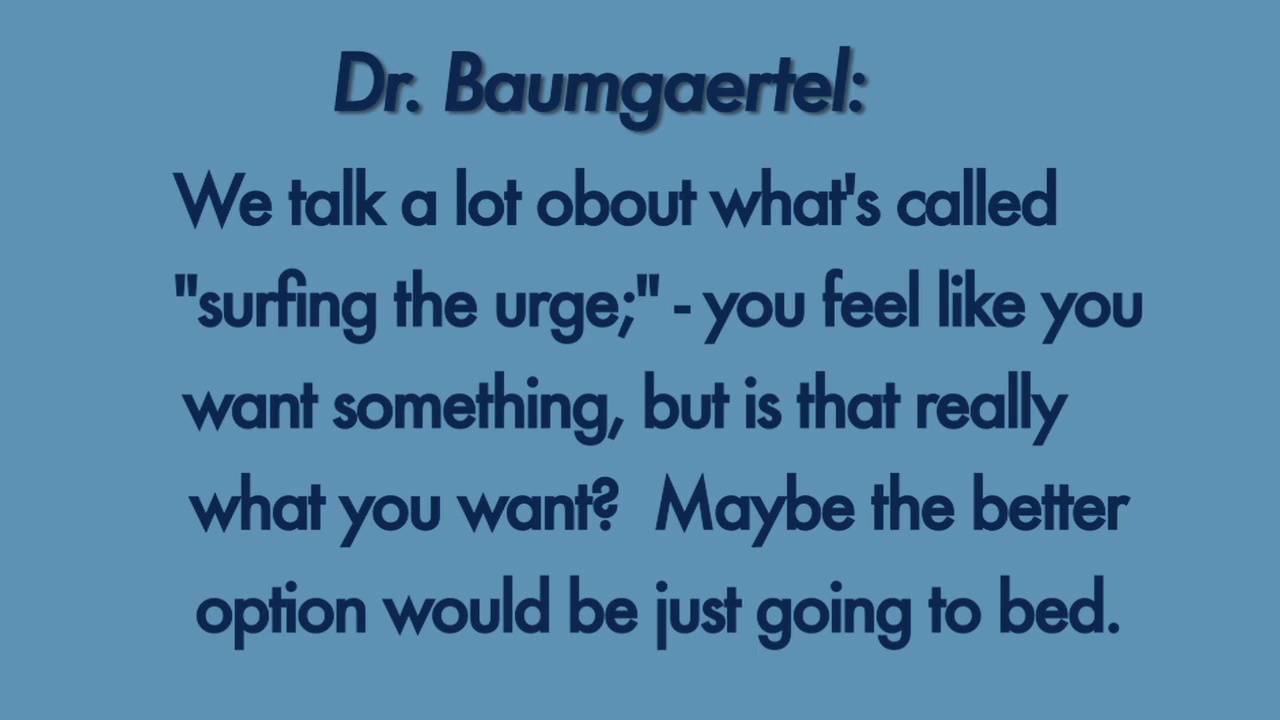 Dr. Baumgaertel:
We talk a lot obout what's called
"surfing the urge;" - you feel like you
want something, but is that really
what you want?  Maybe the better
option would be just going to bed.